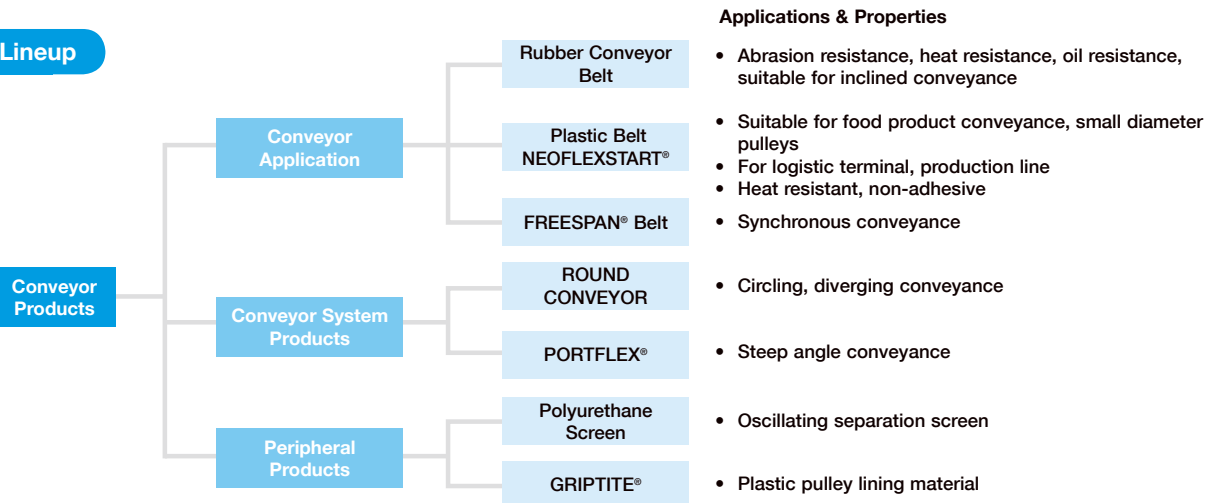 Applications & Properties
Lineup
Rubber Conveyor
Belt
• Abrasion resistance, heat resistance, oil resistance,
suitable for inclined conveyance
Conveyor
Application
Plastic Belt
NEOFLEXSTART®
• Suitable for food product conveyance, small diameter
pulleys
• For logistic terminal, production line
• Heat resistant, non-adhesive
FREESPAN® Belt
• Synchronous conveyance
Conveyor
Products
ROUND
CONVEYOR
• Circling, diverging conveyance
Conveyor System
Products
PORTFLEX®
• Steep angle conveyance
Polyurethane
Screen
• Oscillating separation screen
Peripheral
Products
GRIPTITE®
• Plastic pulley lining material